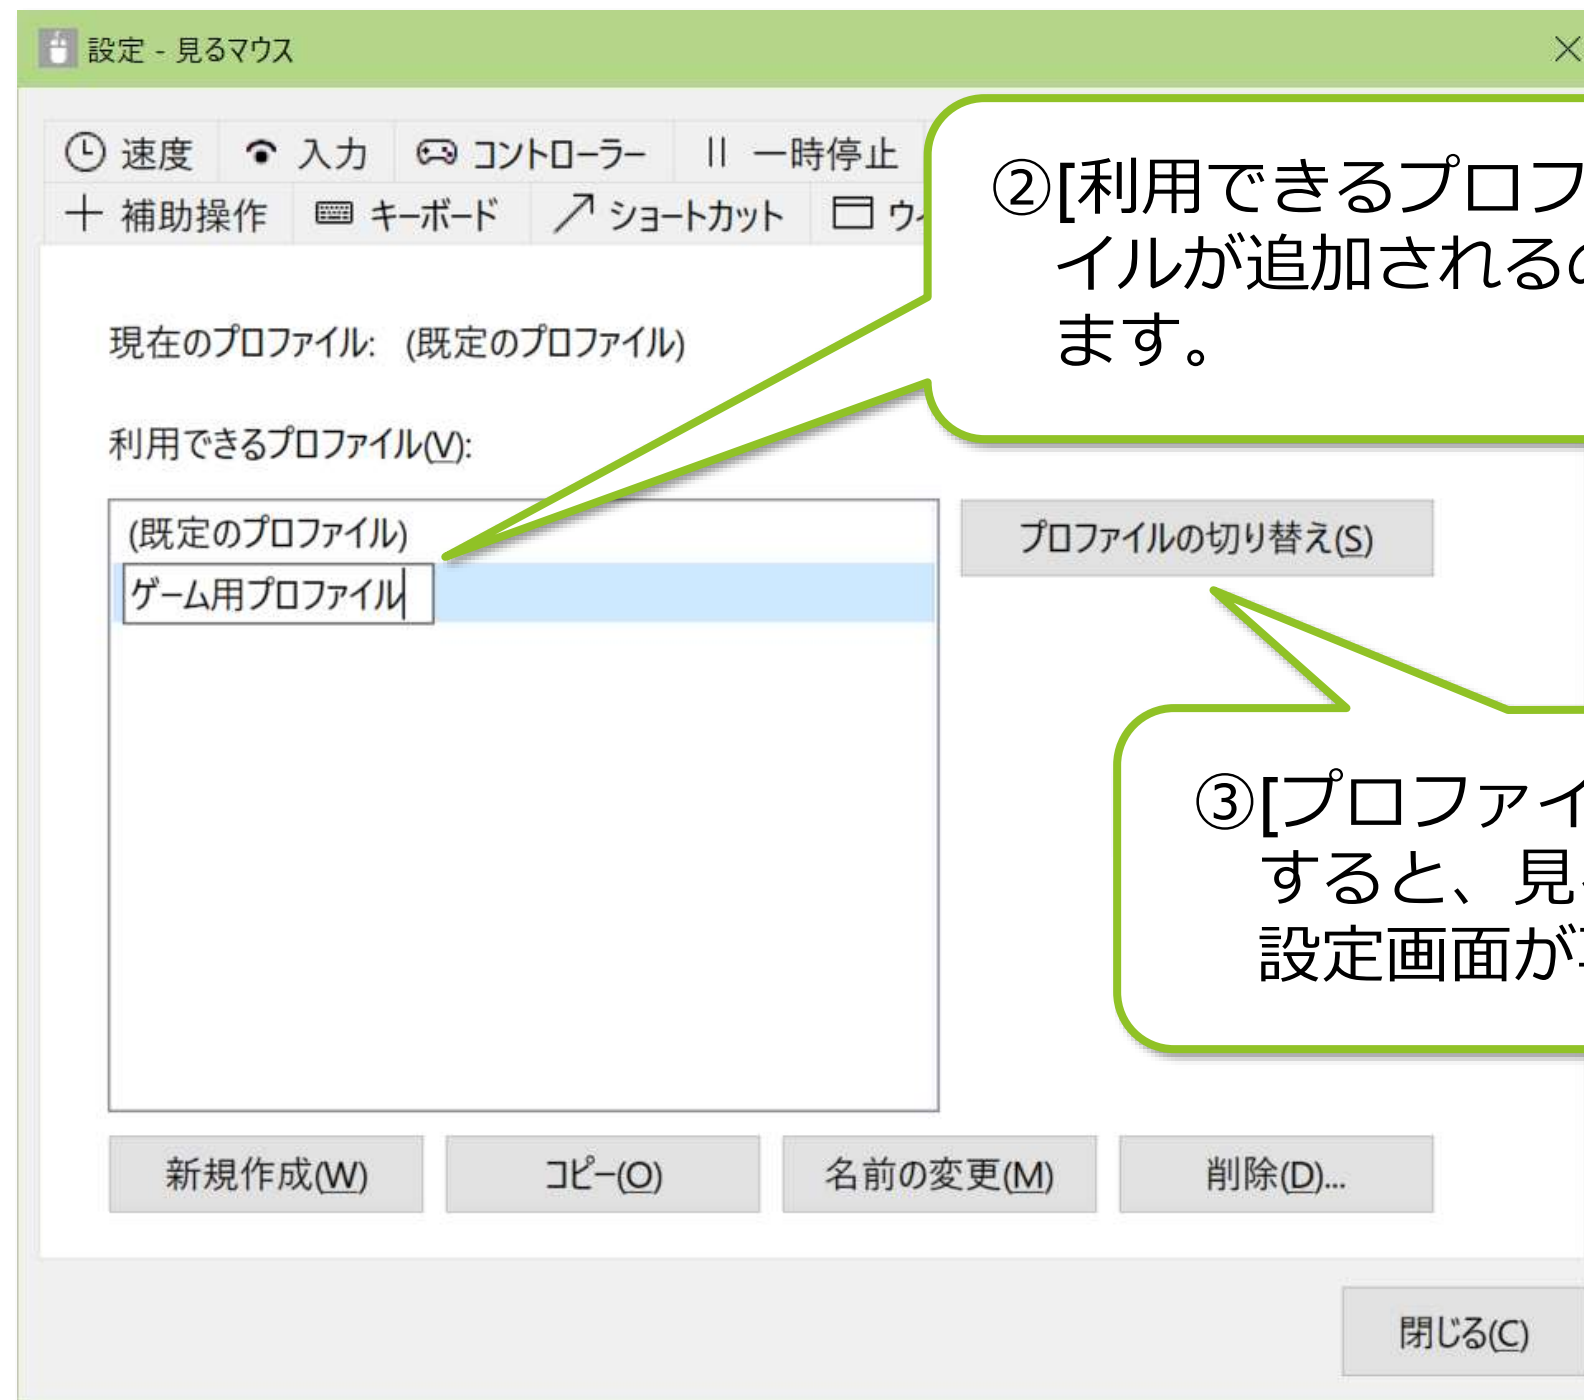 設定 - 見るマウス
速度 入力 コントローラー 一時停止
補助操作 キーボード ショートカット
②[利用できるプロフ
イルが追加されるの
ます。
現在のプロファイル: (既定のプロファイル)
利用できるプロファイル(V):
(既定のプロファイル)
ゲーム用プロファイル
プロファイルの切り替え(S)
③[プロファイ
すると、見
設定画面が
新規作成(W) コピー(O) 名前の変更(M) 削除(D)...
閉じる(C)